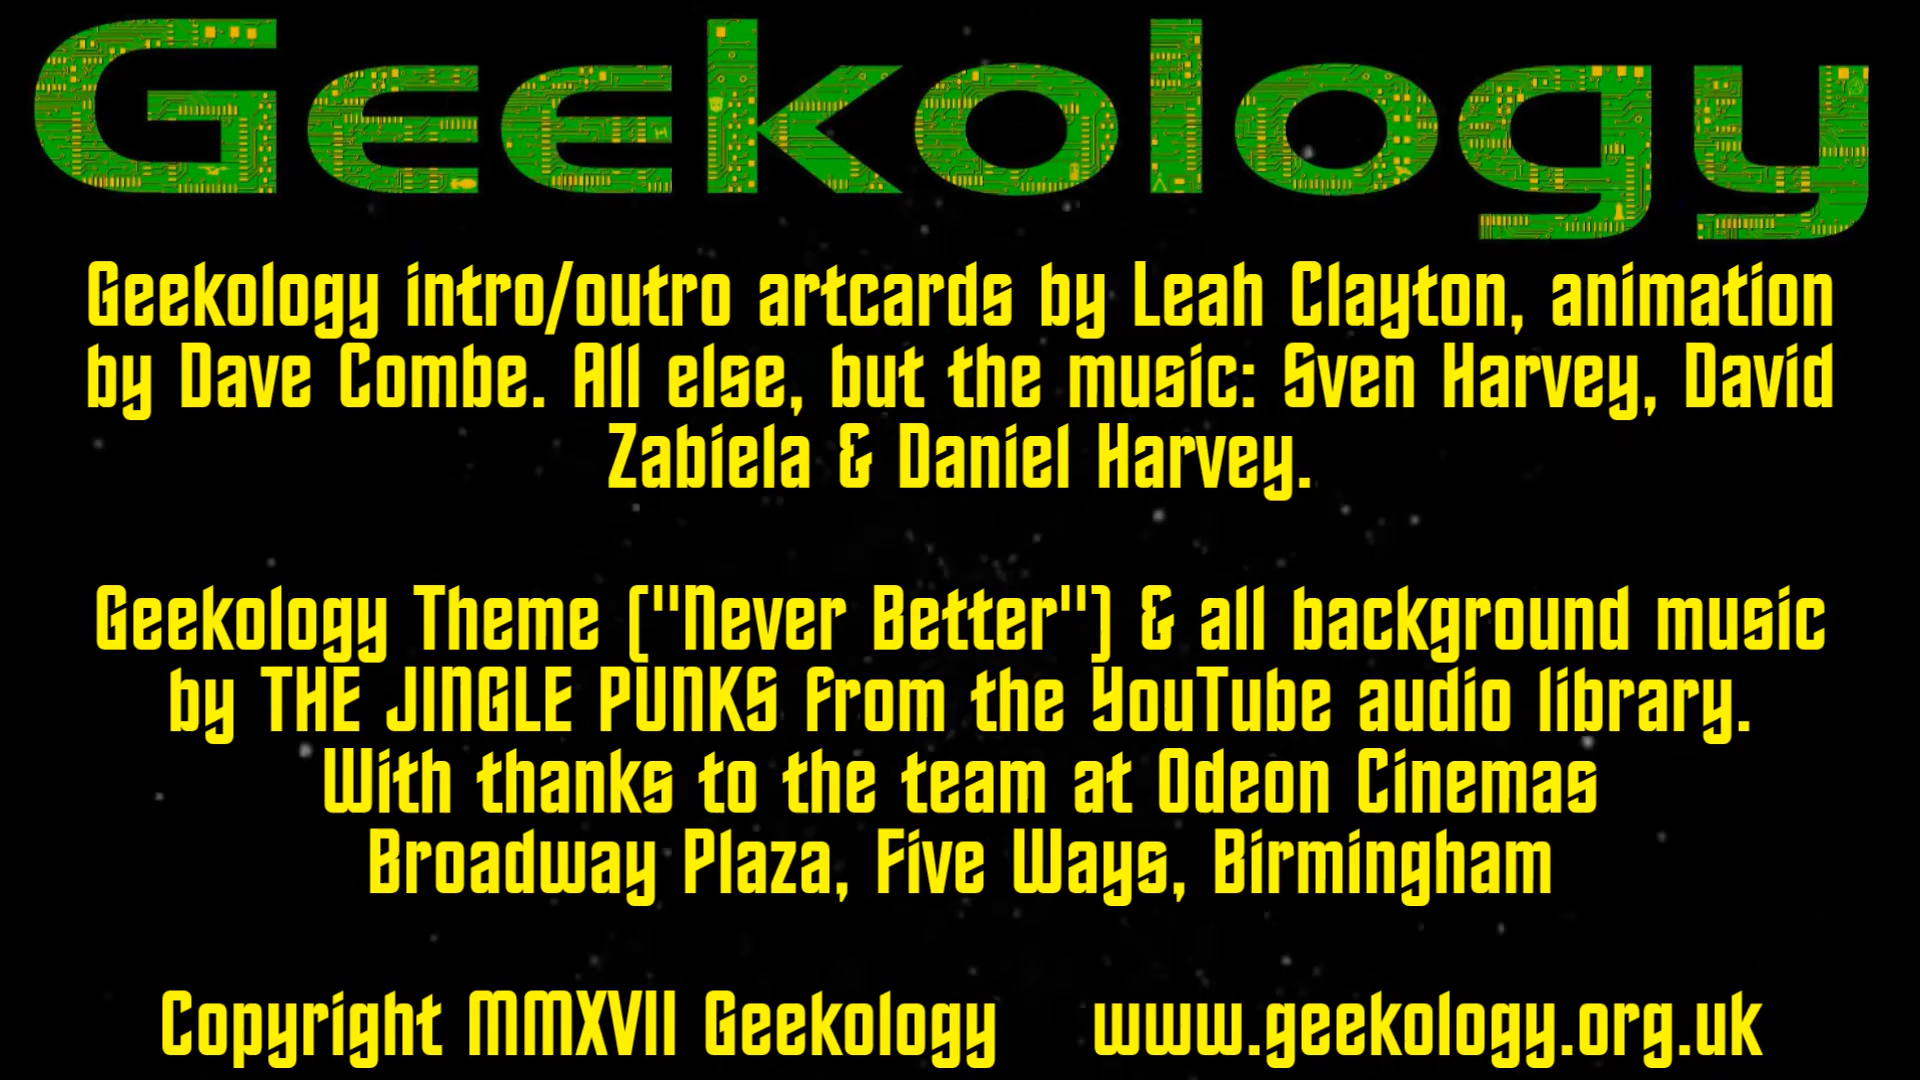 Geekology
Geekology intro/outro artcards by Leah Clayton, animation
by Dave Combe. All else, but the music: Sven Harvey, David
Zabiela & Daniel Harvey.
Geekology Theme ("Never Better") & all background music
by THE JINGLE PUNKS from the YouTube audio library.
With thanks to the team at Odeon Cinemas
Broadway Plaza, Five Ways, Birmingham
Copyright MMXVII Geekology www.geekology.org.uk